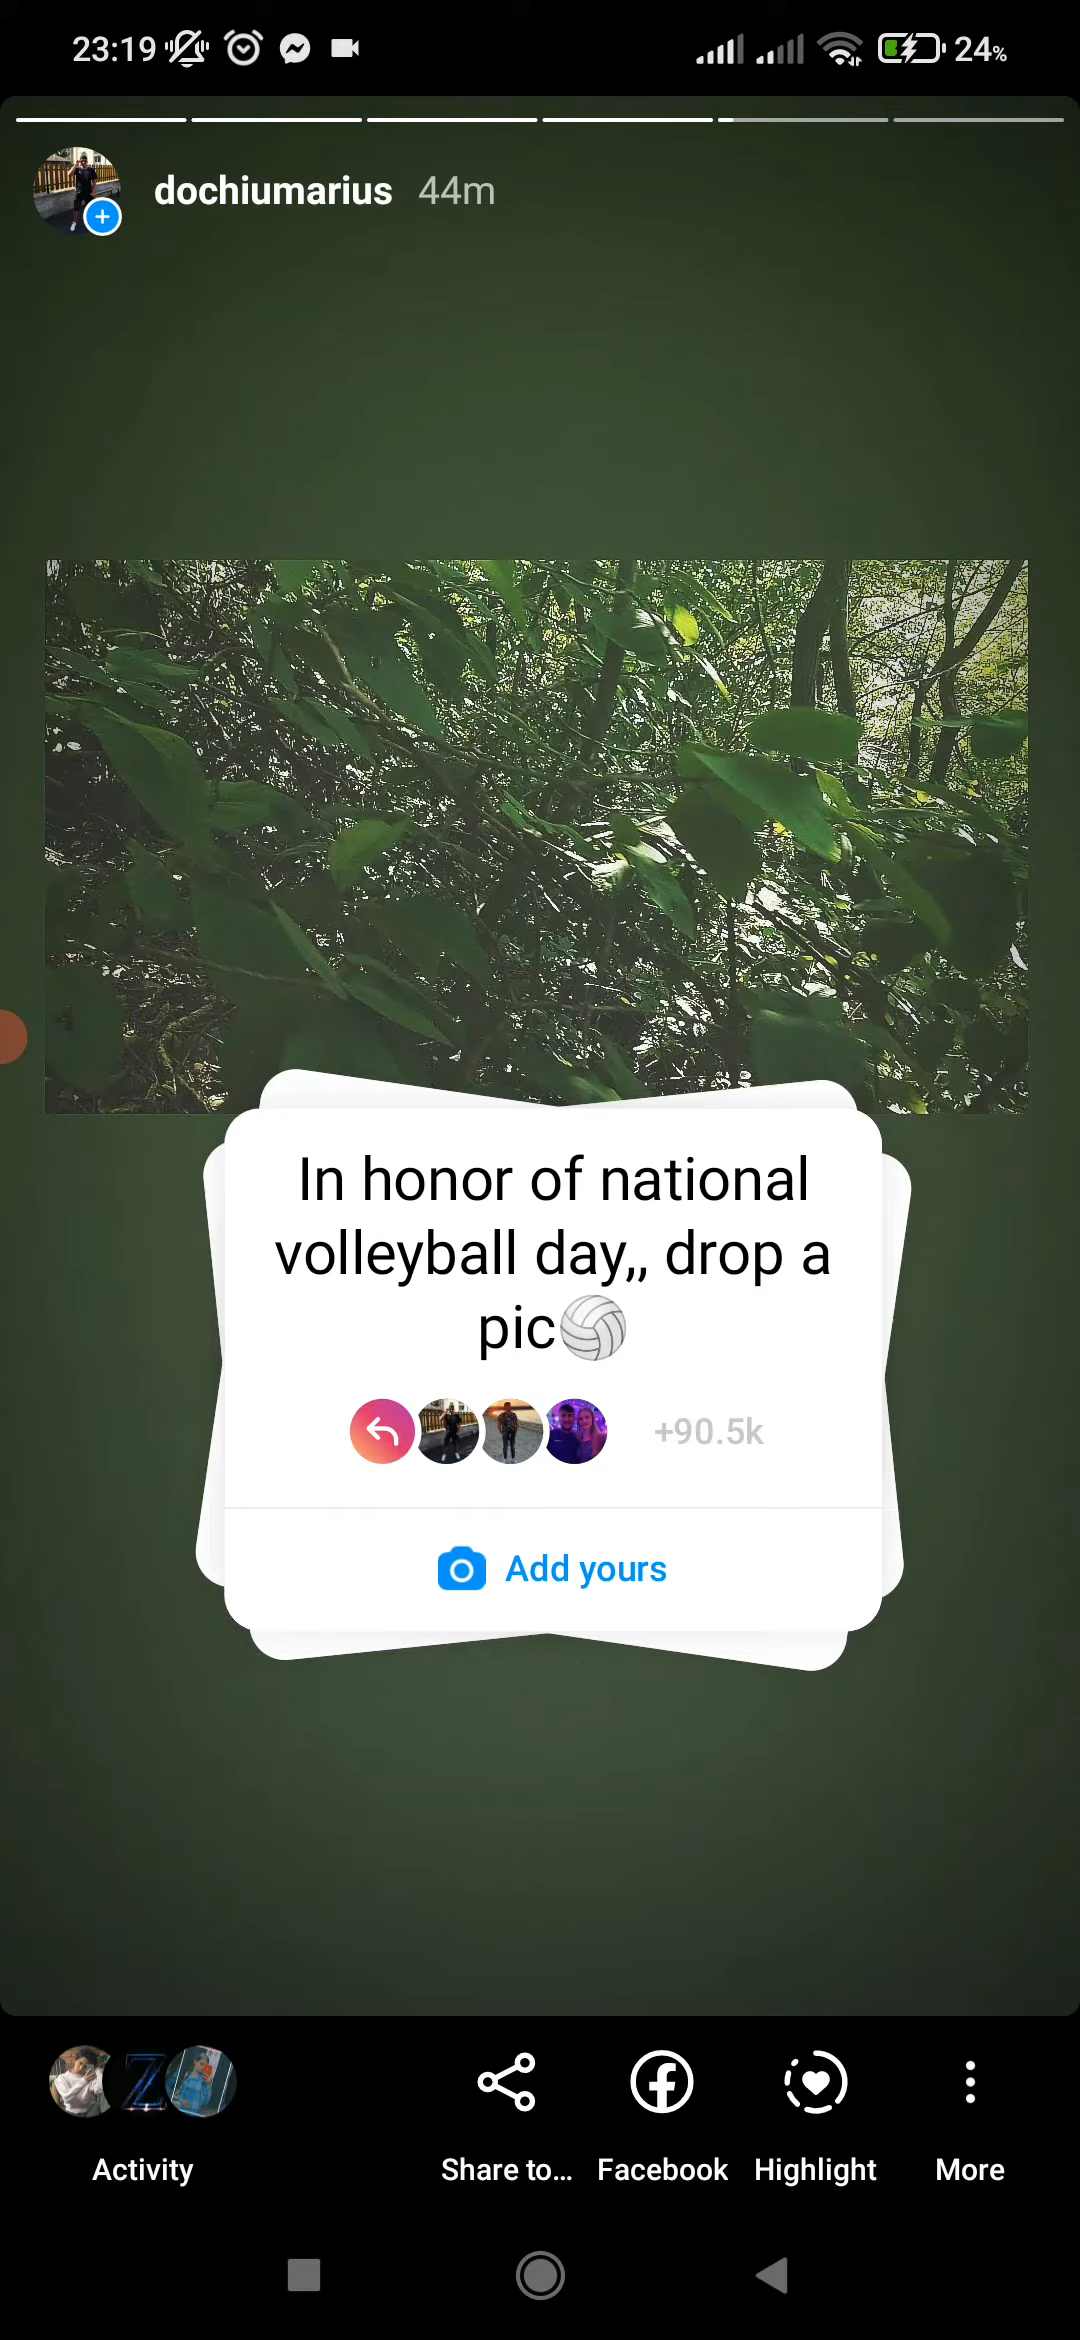 23:19 24%
dochiumarius 44m
In honor of national
volleyball day,, drop a
pic🏐
+90.5k
Add yours
Z
Activity Share to... Facebook Highlight More